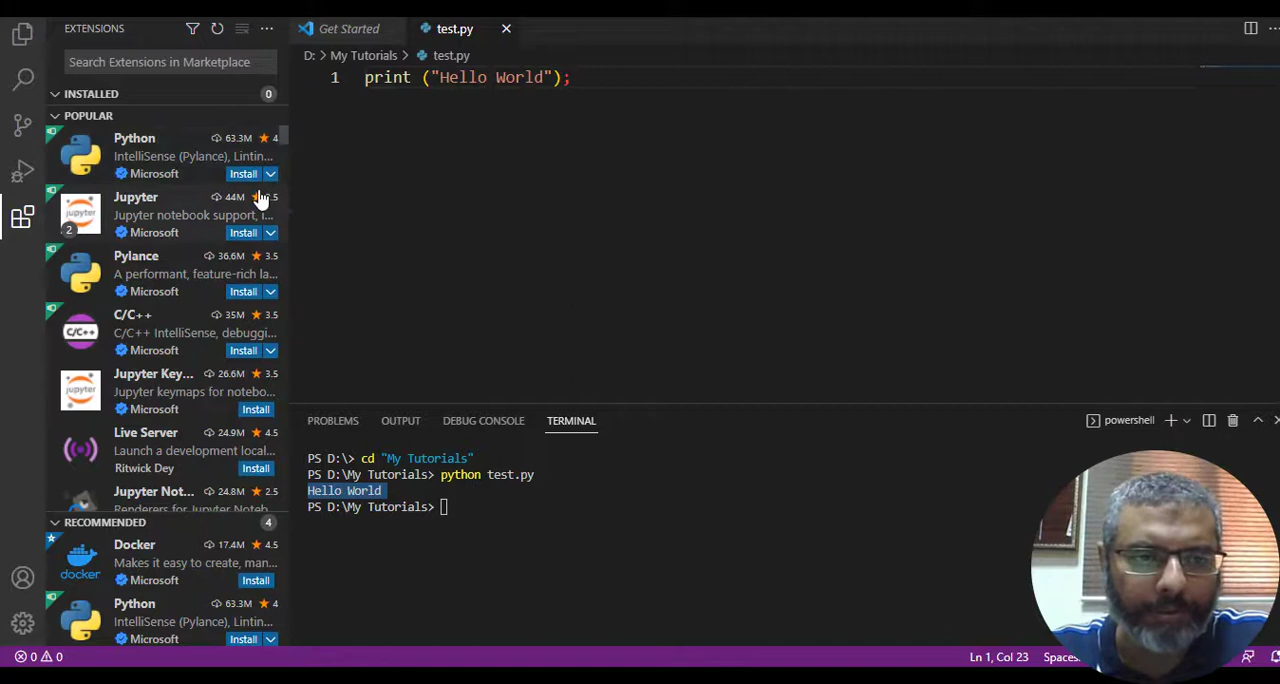 EXTENSIONS
Search Extensions in Marketplace
INSTALLED 0
POPULAR
Python 63.3M 4
IntelliSense (Pylance), Lintin...
Microsoft Install
Jupyter 44M 3.5
Jupyter notebook support, I...
Microsoft Install
2
Pylance 36.6M 3.5
A performant, feature-rich la...
Microsoft Install
C/C++ 35M 3.5
C/C++ IntelliSense, debuggi...
C/C++
Microsoft Install
Jupyter Key... 26.6M 3.5
Jupyter keymaps for notebo...
jupyter
Microsoft Install
Live Server 24.9M 4.5
Launch a development local...
Ritwick Dey Install
Jupyter Not... 24.8M 2.5
Renderers for Jupyter Noteb...
RECOMMENDED 4
Docker 17.4M 4.5
Makes it easy to create, man...
docker
Microsoft Install
Python 63.3M 4
IntelliSense (Pylance), Lintin...
Microsoft Install
Get Started test.py
D: > My Tutorials > test.py
1 print ("Hello World");
PROBLEMS OUTPUT DEBUG CONSOLE TERMINAL
powershell
PS D:\> cd "My Tutorials"
PS D:\My Tutorials> python test.py
Hello World
PS D:\My Tutorials>
0 0 Ln 1, Col 23 Spaces: